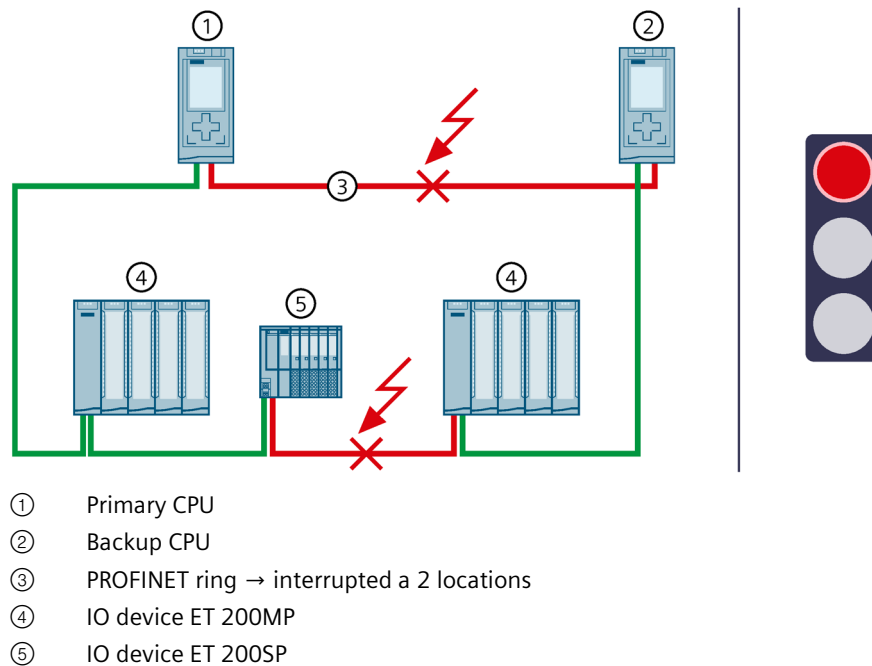 ① ②
③
④ ④
⑤
① Primary CPU
② Backup CPU
③ PROFINET ring → interrupted a 2 locations
④ IO device ET 200MP
⑤ IO device ET 200SP